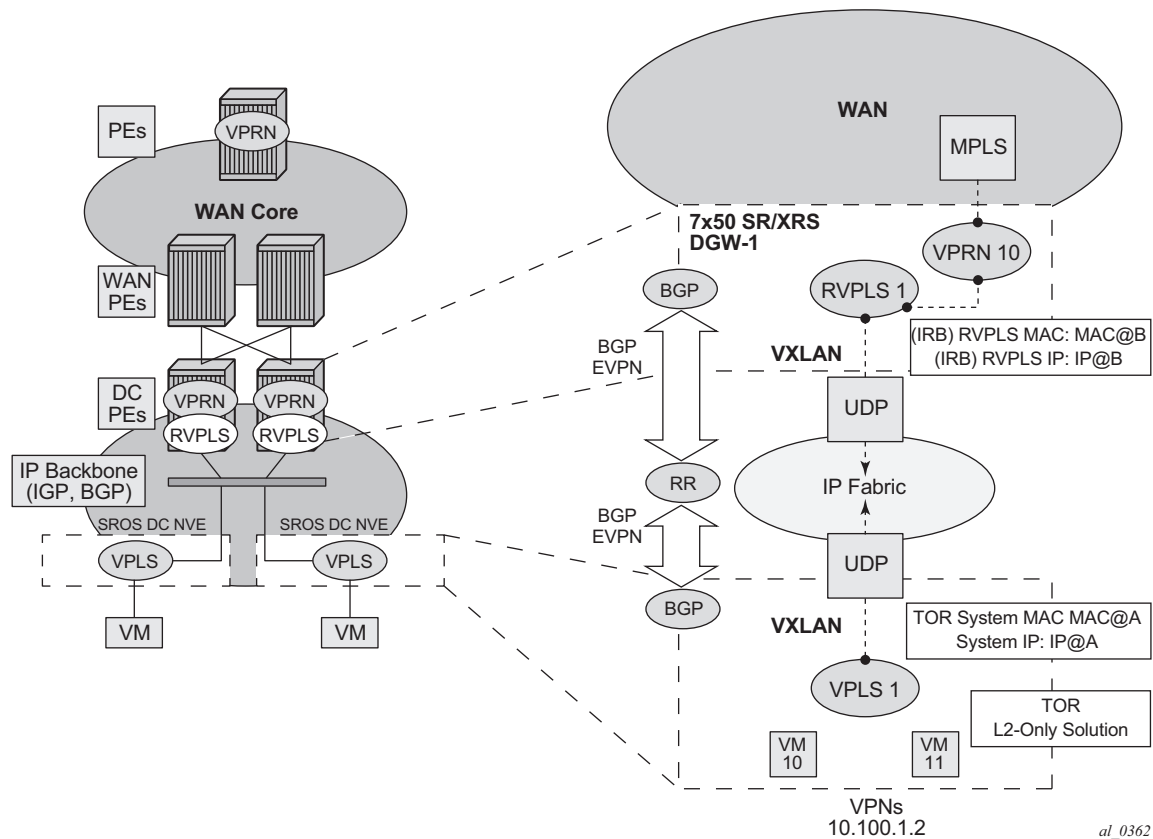 PEs
VPRN
WAN Core
WAN
PEs
DC
PEs
VPRN
VPRN
RVPLS
RVPLS
IP Backbone
(IGP, BGP)
SROS DC NVE
SROS DC NVE
VPLS
VPLS
VM
VM
WAN
MPLS
7x50 SR/XRS
DGW-1
VPRN 10
BGP
RVPLS 1
(IRB) RVPLS MAC: MAC@B
(IRB) RVPLS IP: IP@B
BGP
EVPN
VXLAN
UDP
RR
IP Fabric
BGP
EVPN
UDP
BGP
VXLAN
TOR System MAC MAC@A
System IP: IP@A
VPLS 1
TOR
L2-Only Solution
VM
10
VM
11
VPNs
10.100.1.2
al_0362